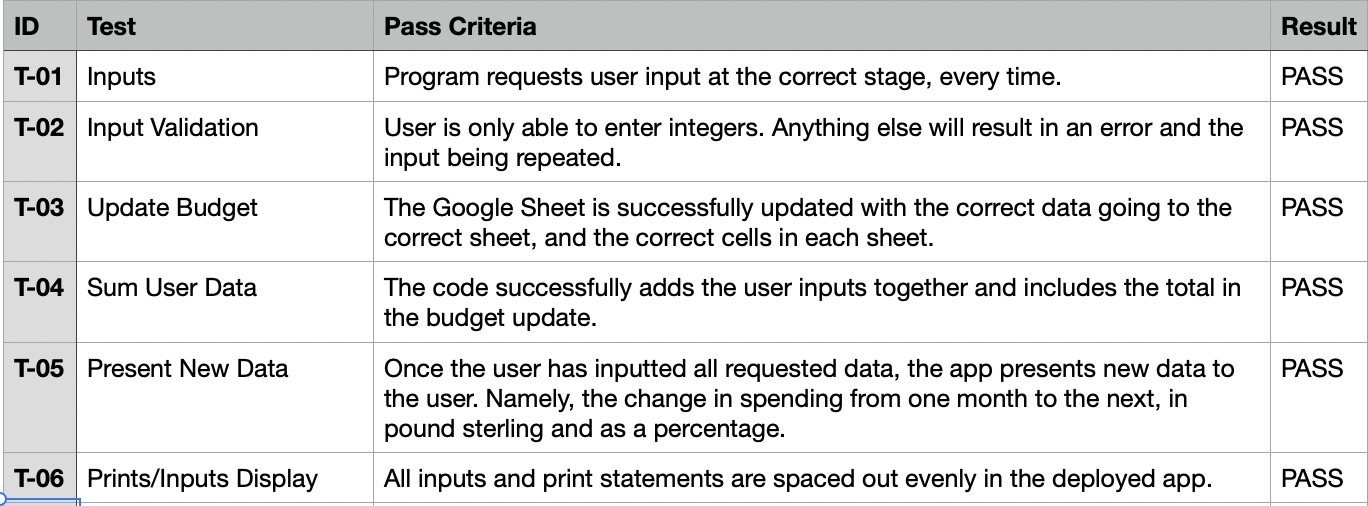 ID Test Pass Criteria Result
T-01 Inputs Program requests user input at the correct stage, every time. PASS
T-02 Input Validation User is only able to enter integers. Anything else will result in an error and the PASS
input being repeated.
T-03 Update Budget The Google Sheet is successfully updated with the correct data going to the PASS
correct sheet, and the correct cells in each sheet.
T-04 Sum User Data The code successfully adds the user inputs together and includes the total in PASS
the budget update.
T-05 Present New Data Once the user has inputted all requested data, the app presents new data to PASS
the user. Namely, the change in spending from one month to the next, in
pound sterling and as a percentage.
T-06 Prints/Inputs Display All inputs and print statements are spaced out evenly in the deployed app. PASS